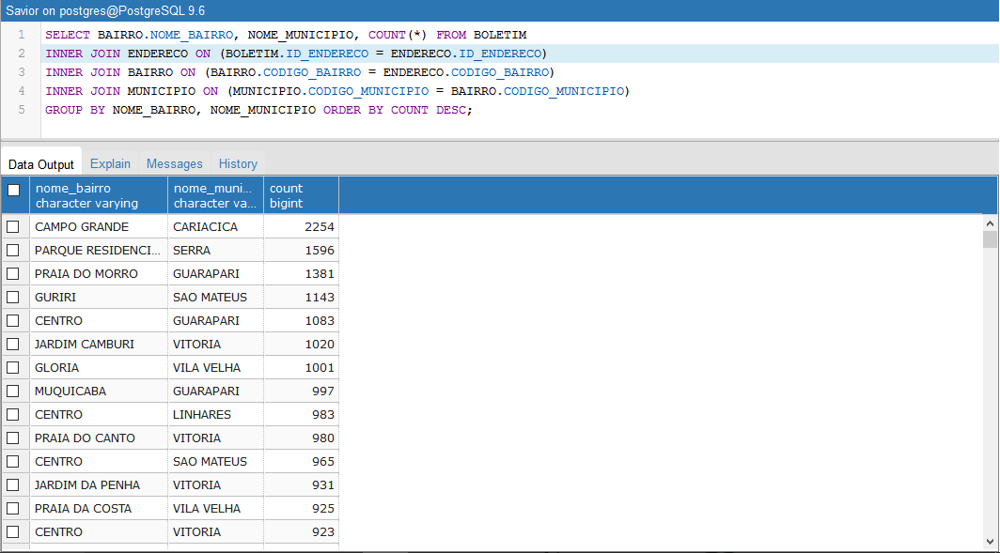 Savior on postgres@PostgreSQL 9.6
1 SELECT BAIRRO.NOME_BAIRRO, NOME_MUNICIPIO, COUNT(*) FROM BOLETIM
2 INNER JOIN ENDERECO ON (BOLETIM.ID_ENDERECO = ENDERECO.ID_ENDERECO)
3 INNER JOIN BAIRRO ON (BAIRRO.CODIGO_BAIRRO = ENDERECO.CODIGO_BAIRRO)
4 INNER JOIN MUNICIPIO ON (MUNICIPIO.CODIGO_MUNICIPIO = BAIRRO.CODIGO_MUNICIPIO)
5 GROUP BY NOME_BAIRRO, NOME_MUNICIPIO ORDER BY COUNT DESC;
Data Output Explain Messages History
nome_bairro nome_muni... count
character varying character va... bigint
CAMPO GRANDE CARIACICA 2254
PARQUE RESIDENCI... SERRA 1596
PRAIA DO MORRO GUARAPARI 1381
GURIRI SAO MATEUS 1143
CENTRO GUARAPARI 1083
JARDIM CAMBURI VITORIA 1020
GLORIA VILA VELHA 1001
MUQUICABA GUARAPARI 997
CENTRO LINHARES 983
PRAIA DO CANTO VITORIA 980
CENTRO SAO MATEUS 965
JARDIM DA PENHA VITORIA 931
PRAIA DA COSTA VILA VELHA 925
CENTRO VITORIA 923